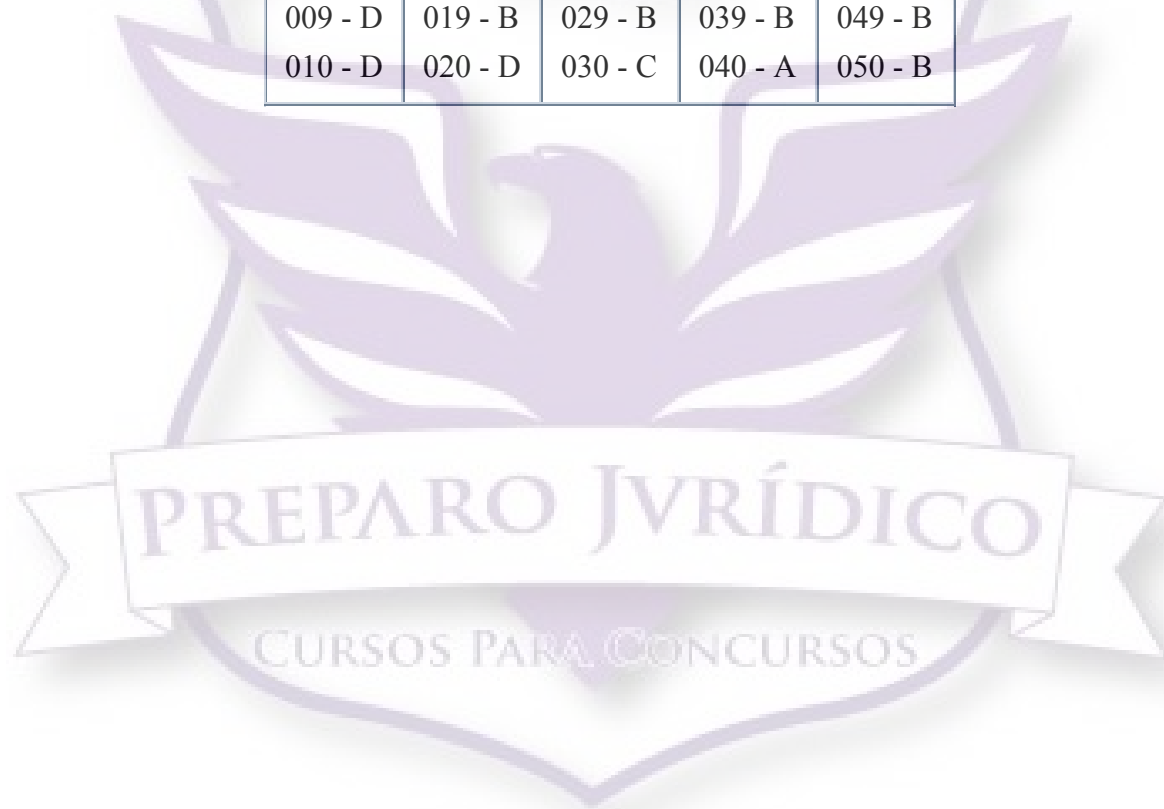 009 - D 019 - B 029 - B 039 - B 049 - B
010 - D 020 - D 030 - C 040 - A 050 - B
PREPARO JVRÍDICO
CURSOS PARA CONCURSOS